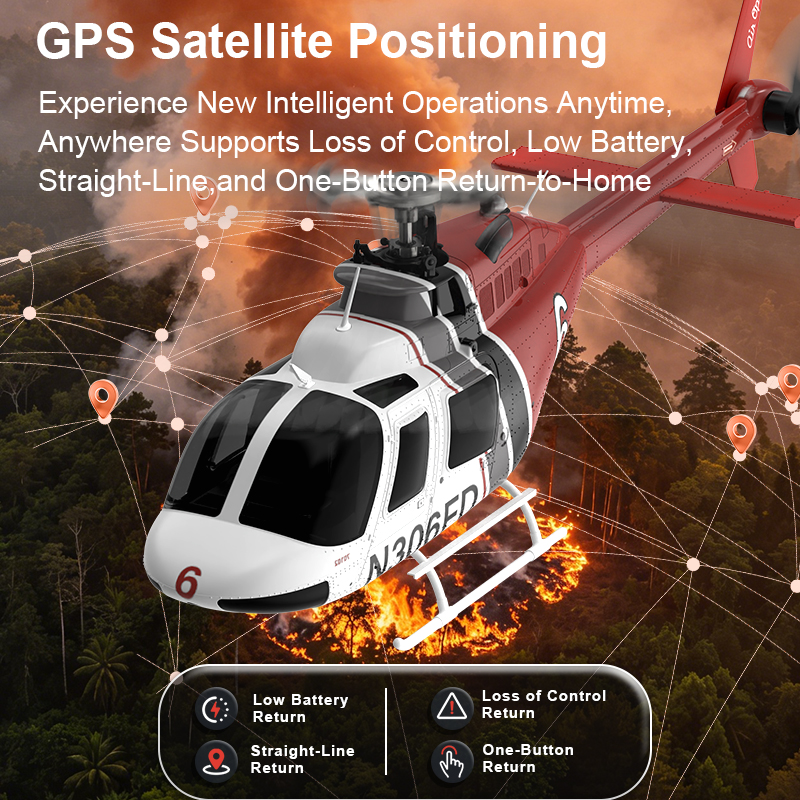 GPS Satellite Positioning
Experience New Intelligent Operations Anytime,
Anywhere Supports Loss of Control, Low Battery,
Straight-Line,and One-Button Return-to-Home
6
N306FD
6
Low Battery
Return
Loss of Control
Return
Straight-Line
Return
One-Button
Return